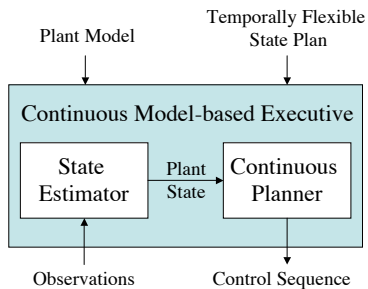 Plant Model
Temporally Flexible
State Plan
Continuous Model-based Executive
State
Estimator
Plant
State
Continuous
Planner
Observations
Control Sequence